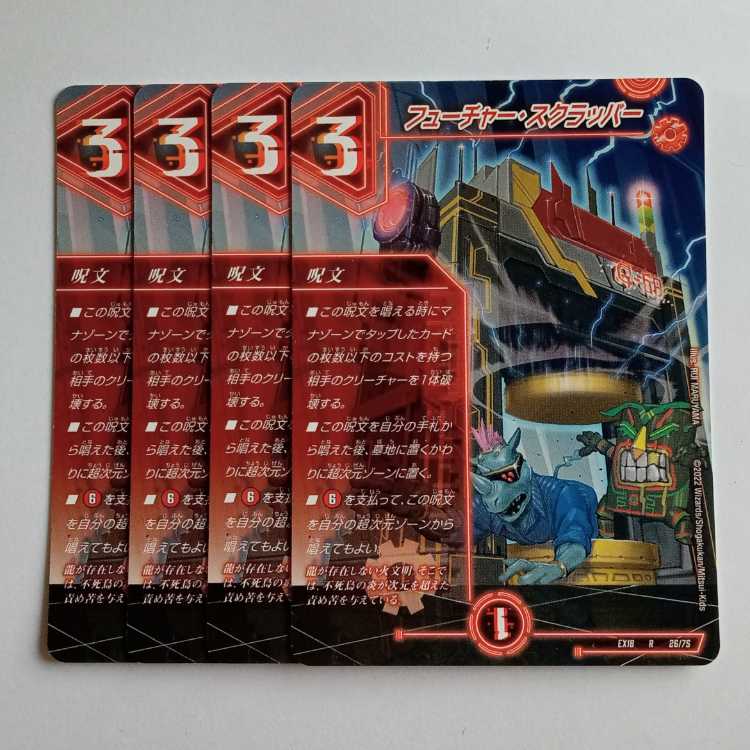 3
3
3
3
フューチャー・スクラッパー
呪文
呪文
呪文
呪文
■この呪文を唱える時にマ
ナゾーンでタップしたカード
の枚数以下のコストを持つ
相手のクリーチャーを1体破
壊する。
■この呪文を自分の手札か
ら唱えた後、墓地に置くかわ
りに超次元ゾーンに置く。
■⑥を支払って、この呪文
を自分の超次元ゾーンから
唱えてもよい。
龍が存在しない火文明。そこで
は、不死鳥の炎が次元を超えた
責め苦を与えている。
illus. RUI MARUYAMA
©2022 Wizards/Shogakukan/Mitsui-Kids
1
EX18 R 26/75